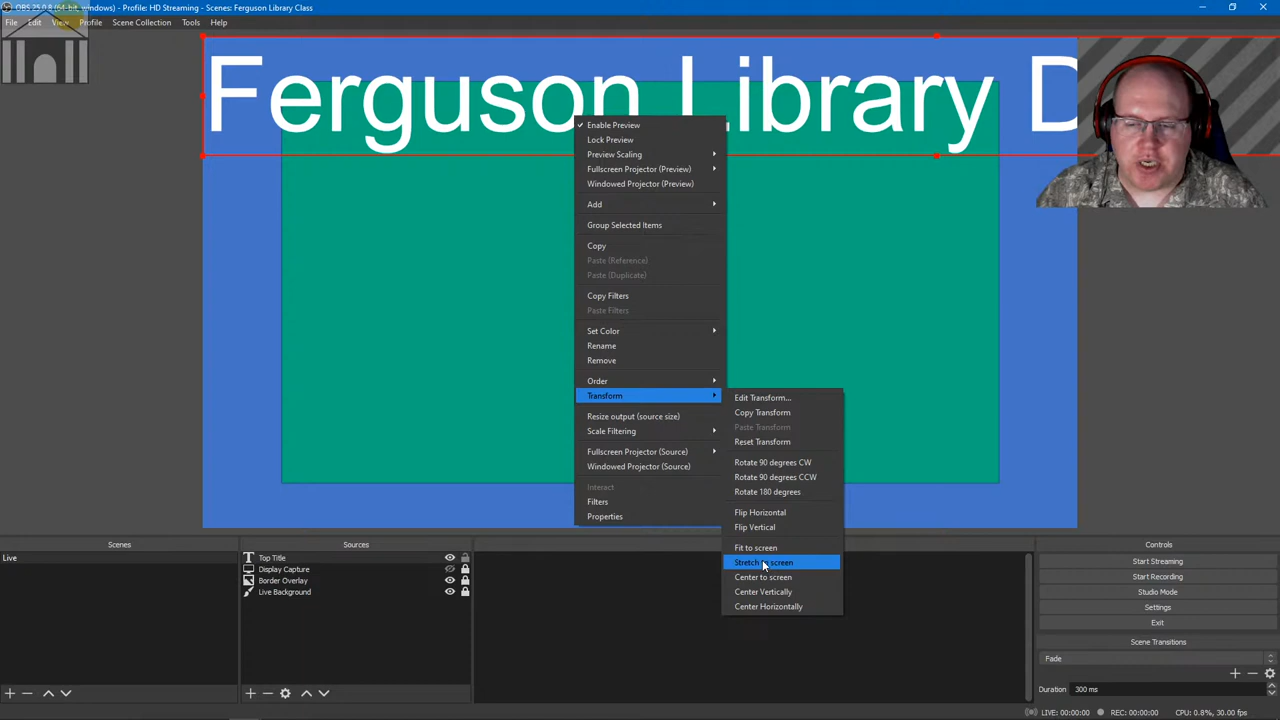 OBS 25.0.8 (64-bit, windows) - Profile: HD Streaming - Scenes: Ferguson Library Class
File Edit View Profile Scene Collection Tools Help
Ferguson Library D
Enable Preview
Lock Preview
Preview Scaling
Fullscreen Projector (Preview)
Windowed Projector (Preview)
Add
Group Selected Items
Copy
Paste (Reference)
Paste (Duplicate)
Copy Filters
Paste Filters
Set Color
Rename
Remove
Order
Transform
Resize output (source size)
Scale Filtering
Fullscreen Projector (Source)
Windowed Projector (Source)
Interact
Filters
Properties
Edit Transform...
Copy Transform
Paste Transform
Reset Transform
Rotate 90 degrees CW
Rotate 90 degrees CCW
Rotate 180 degrees
Flip Horizontal
Flip Vertical
Fit to screen
Stretch to screen
Center to screen
Center Vertically
Center Horizontally
Scenes
Live
Sources
Top Title
Display Capture
Border Overlay
Live Background
Controls
Start Streaming
Start Recording
Studio Mode
Settings
Exit
Scene Transitions
Fade
Duration 300 ms
LIVE: 00:00:00 REC: 00:00:00 CPU: 0.8%, 30.00 fps